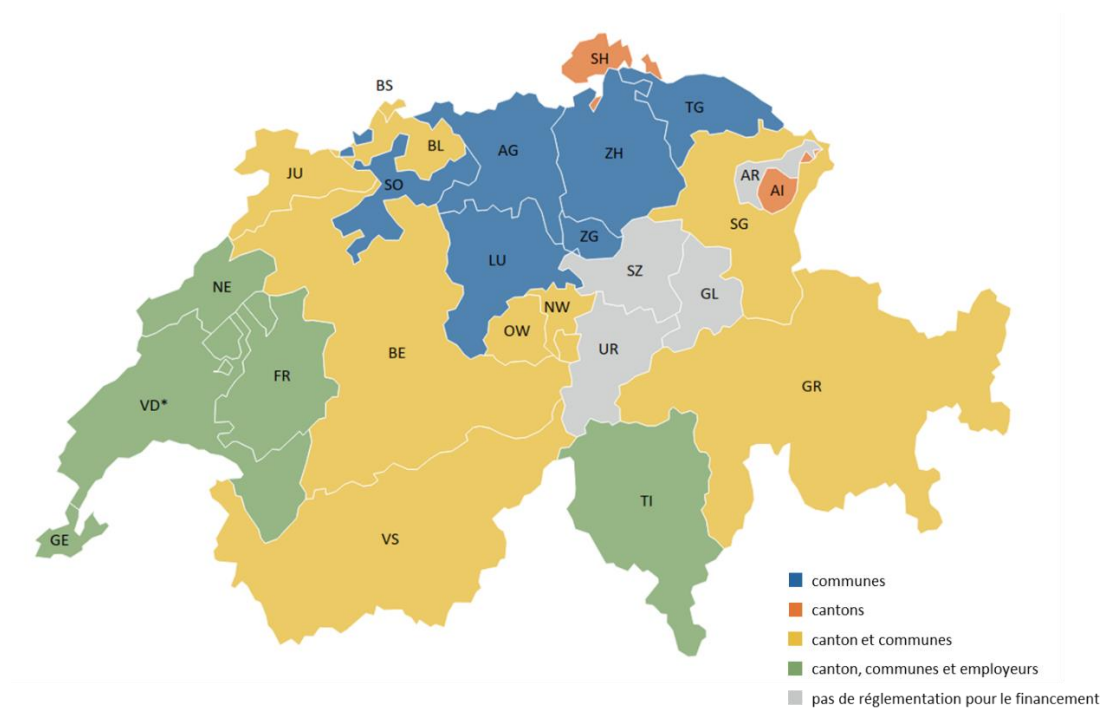 SH
BS
TG
BL
AG
ZH
JU
AR
SO
AI
SG
ZG
LU
SZ
NE
GL
NW
OW
UR
BE
FR
GR
VD*
TI
GE
VS
communes
cantons
canton et communes
canton, communes et employeurs
pas de réglementation pour le financement